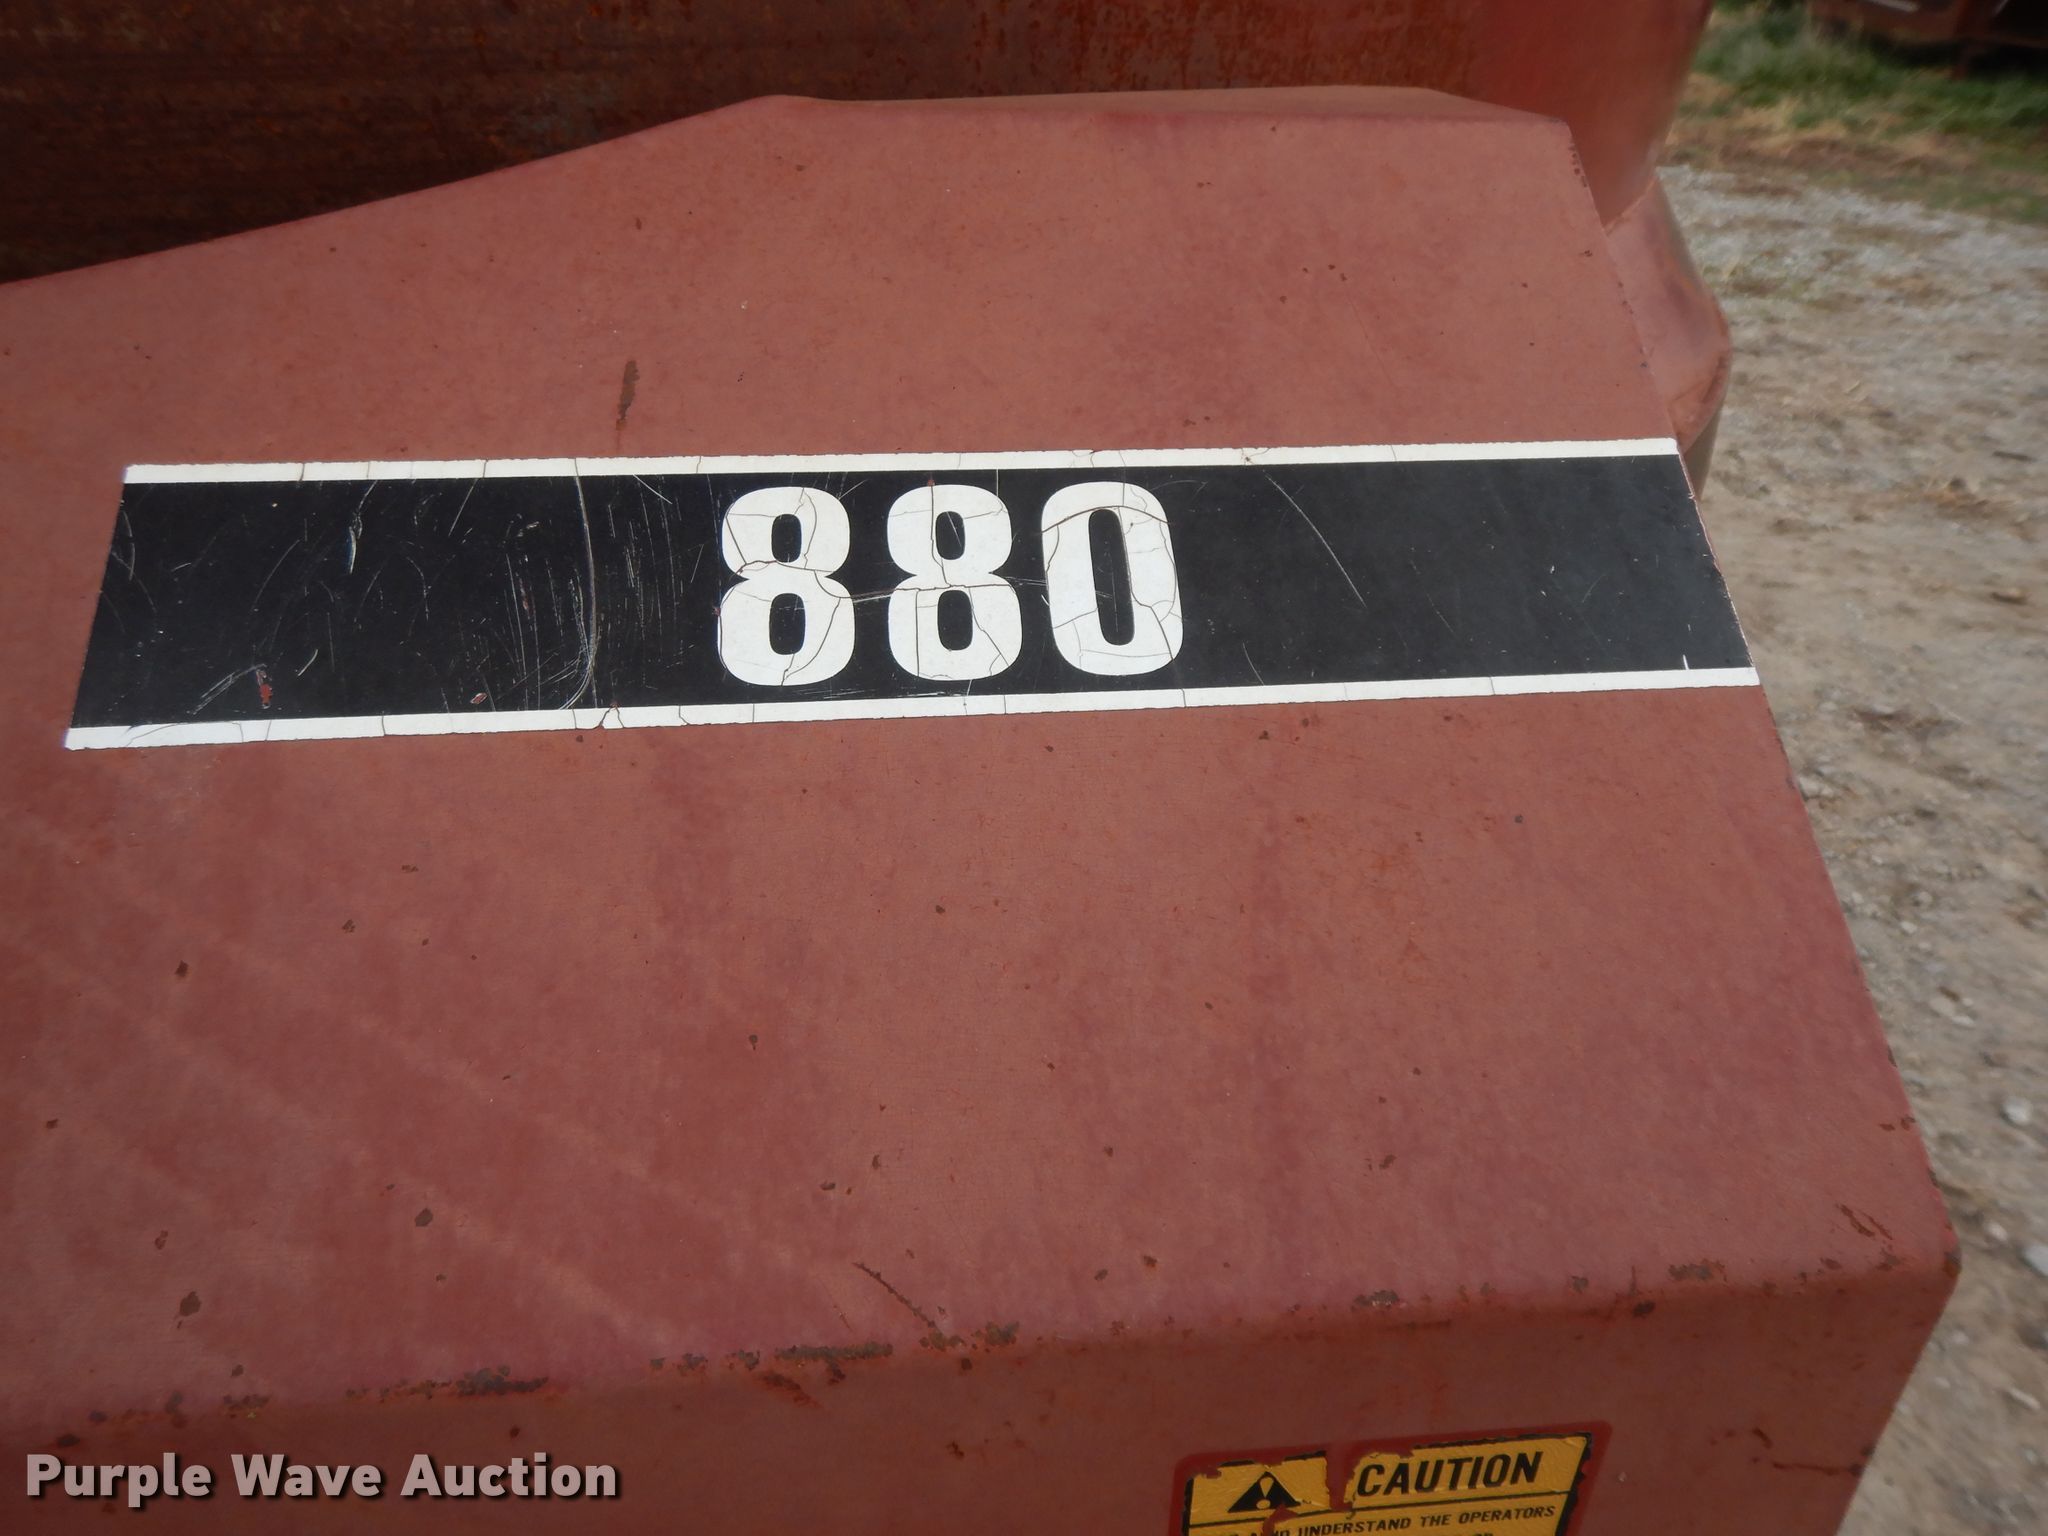 880
CAUTION
UNDERSTAND THE OPERATORS
Purple Wave Auction